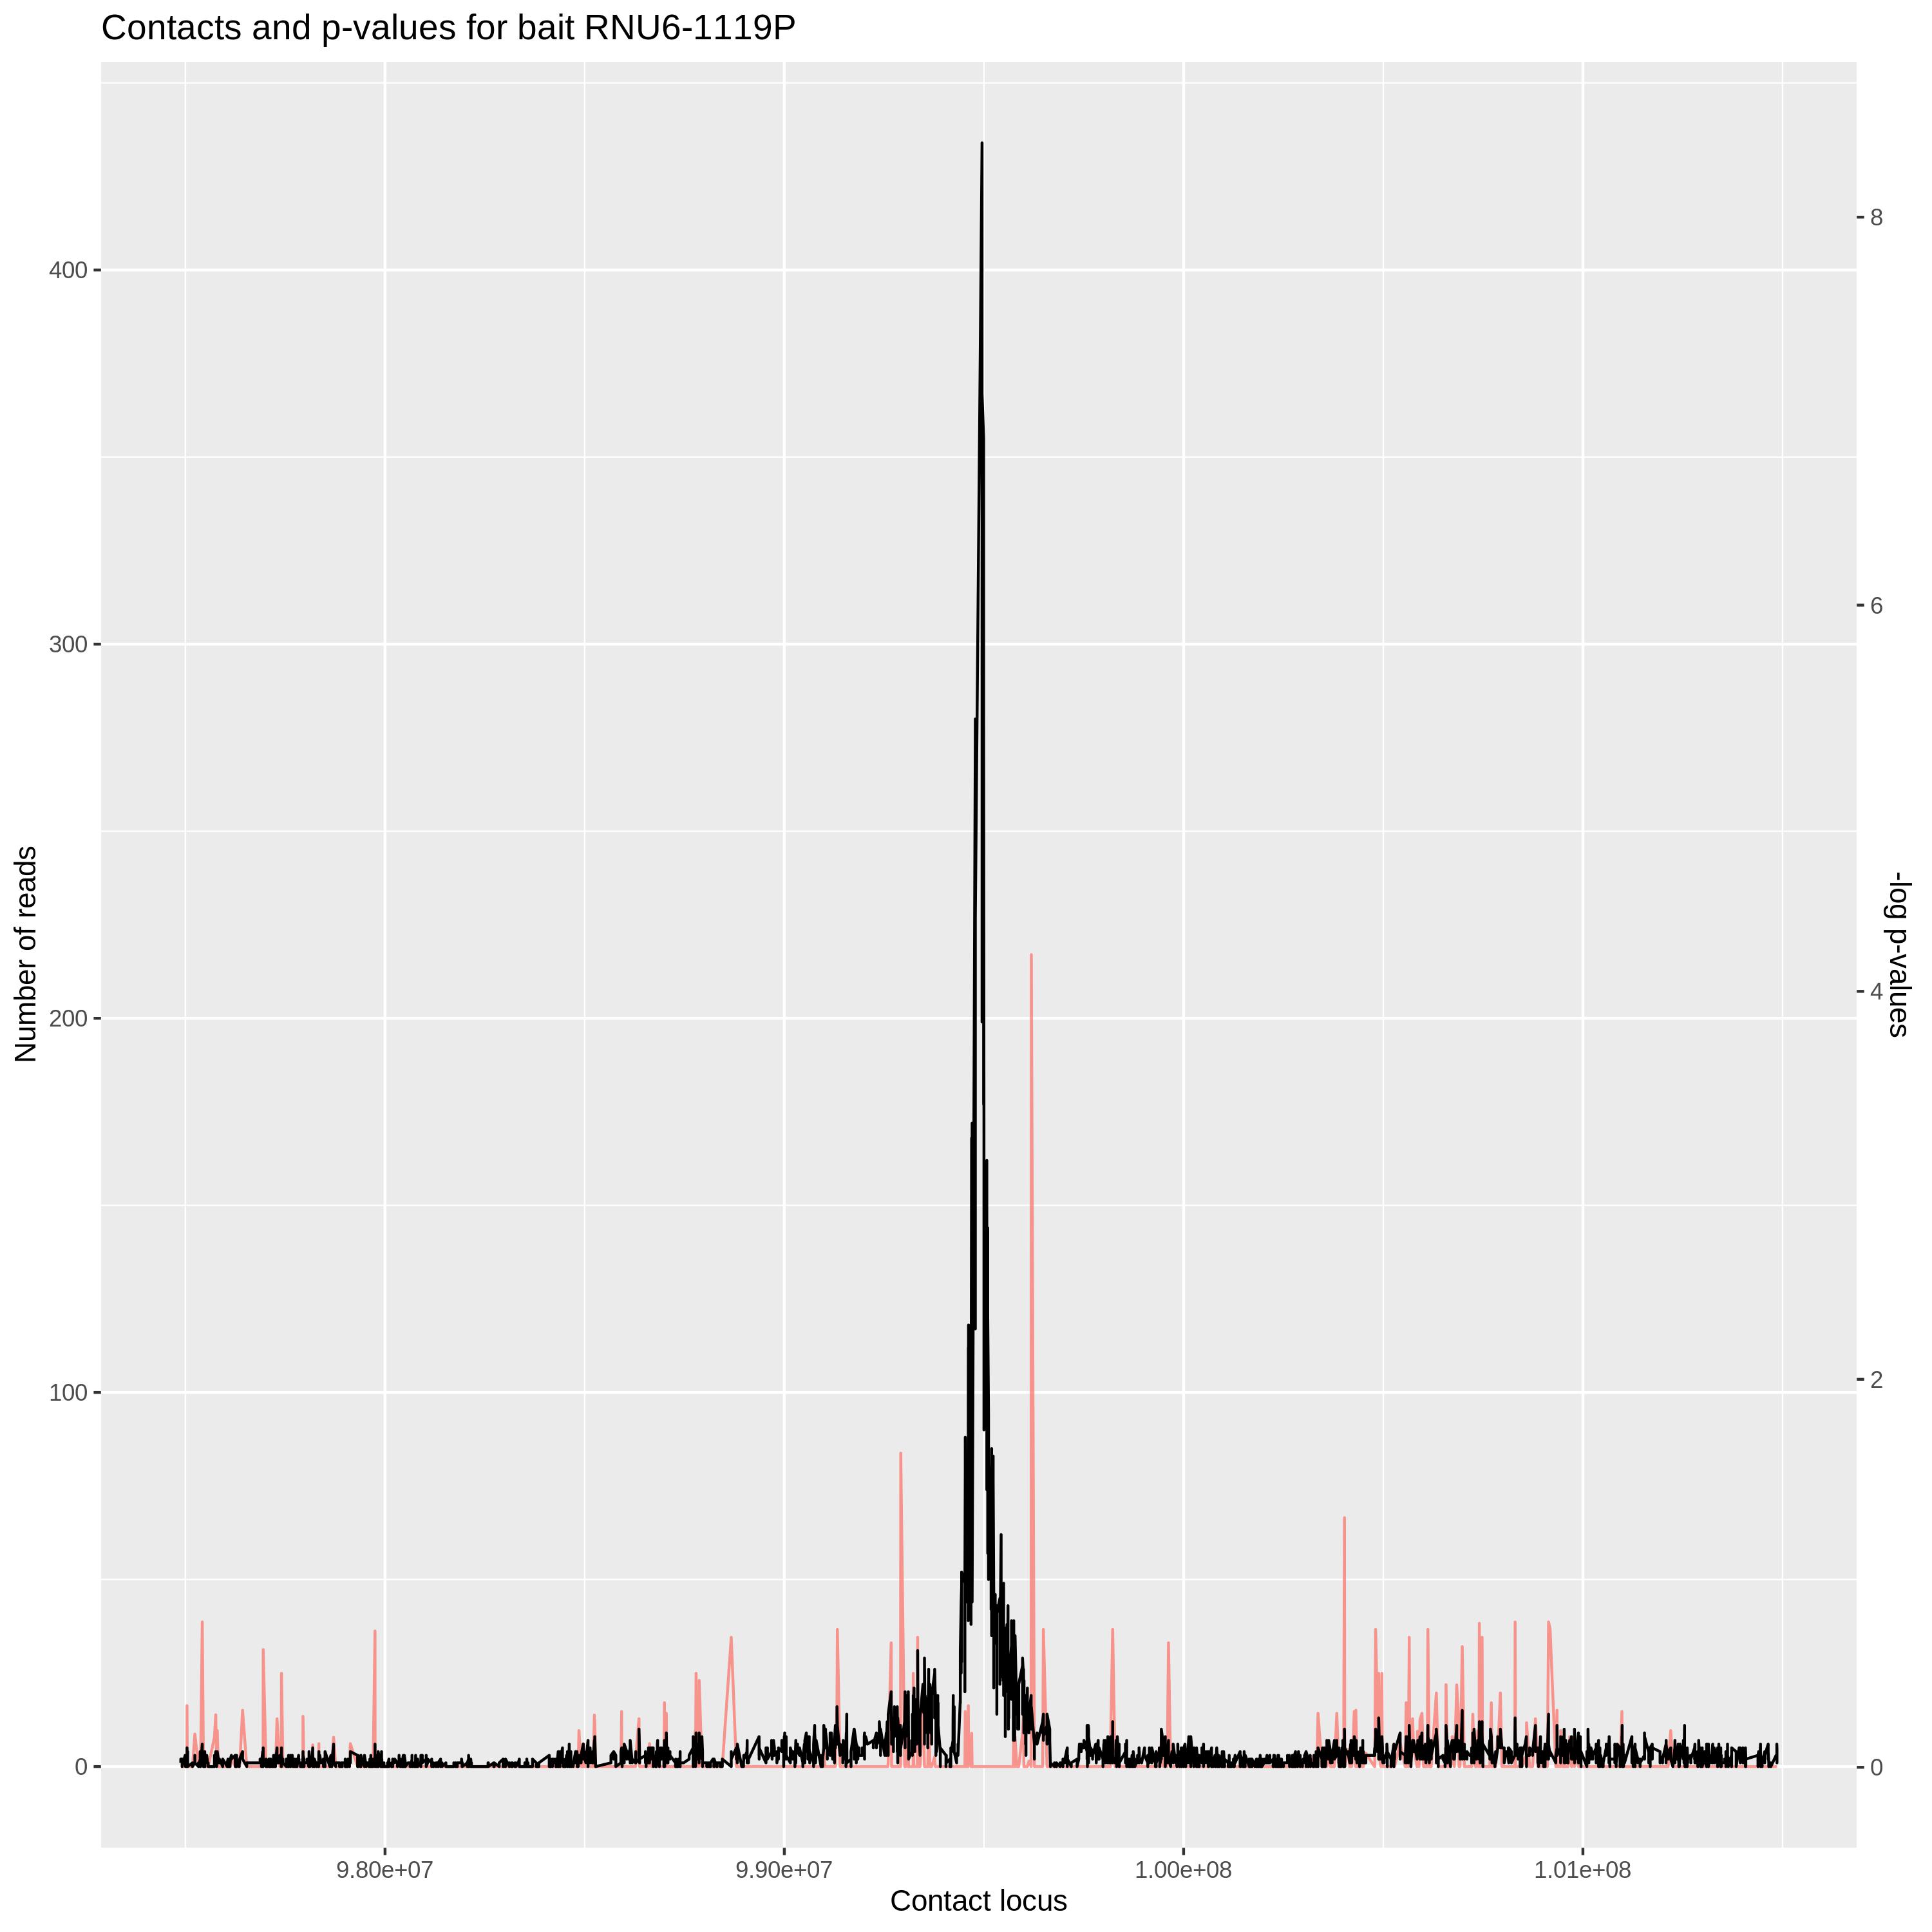 Contacts and p-values for bait RNU6-1119P
Number of reads
400
300
200
100
0
8
6
4
2
0
-log p-values
9.80e+07
9.90e+07
1.00e+08
1.01e+08
Contact locus